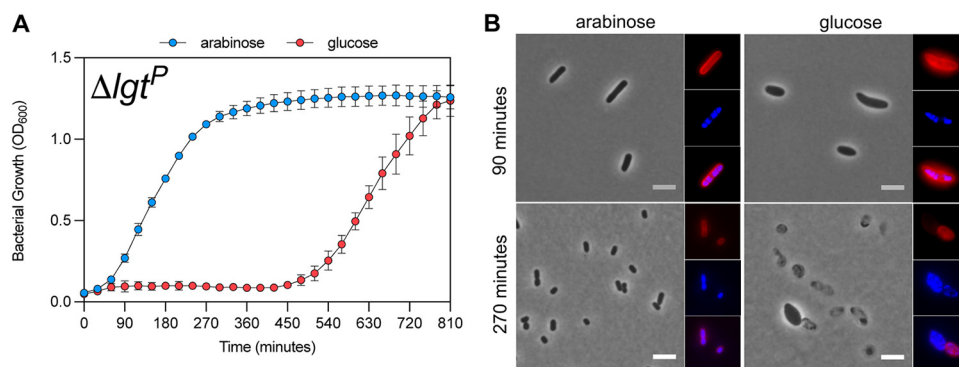 A
arabinose glucose
ΔlgtP
Bacterial Growth (OD600)
1.5
1.0
0.5
0.0
0 90 180 270 360 450 540 630 720 810
Time (minutes)
B
arabinose glucose
90 minutes
270 minutes